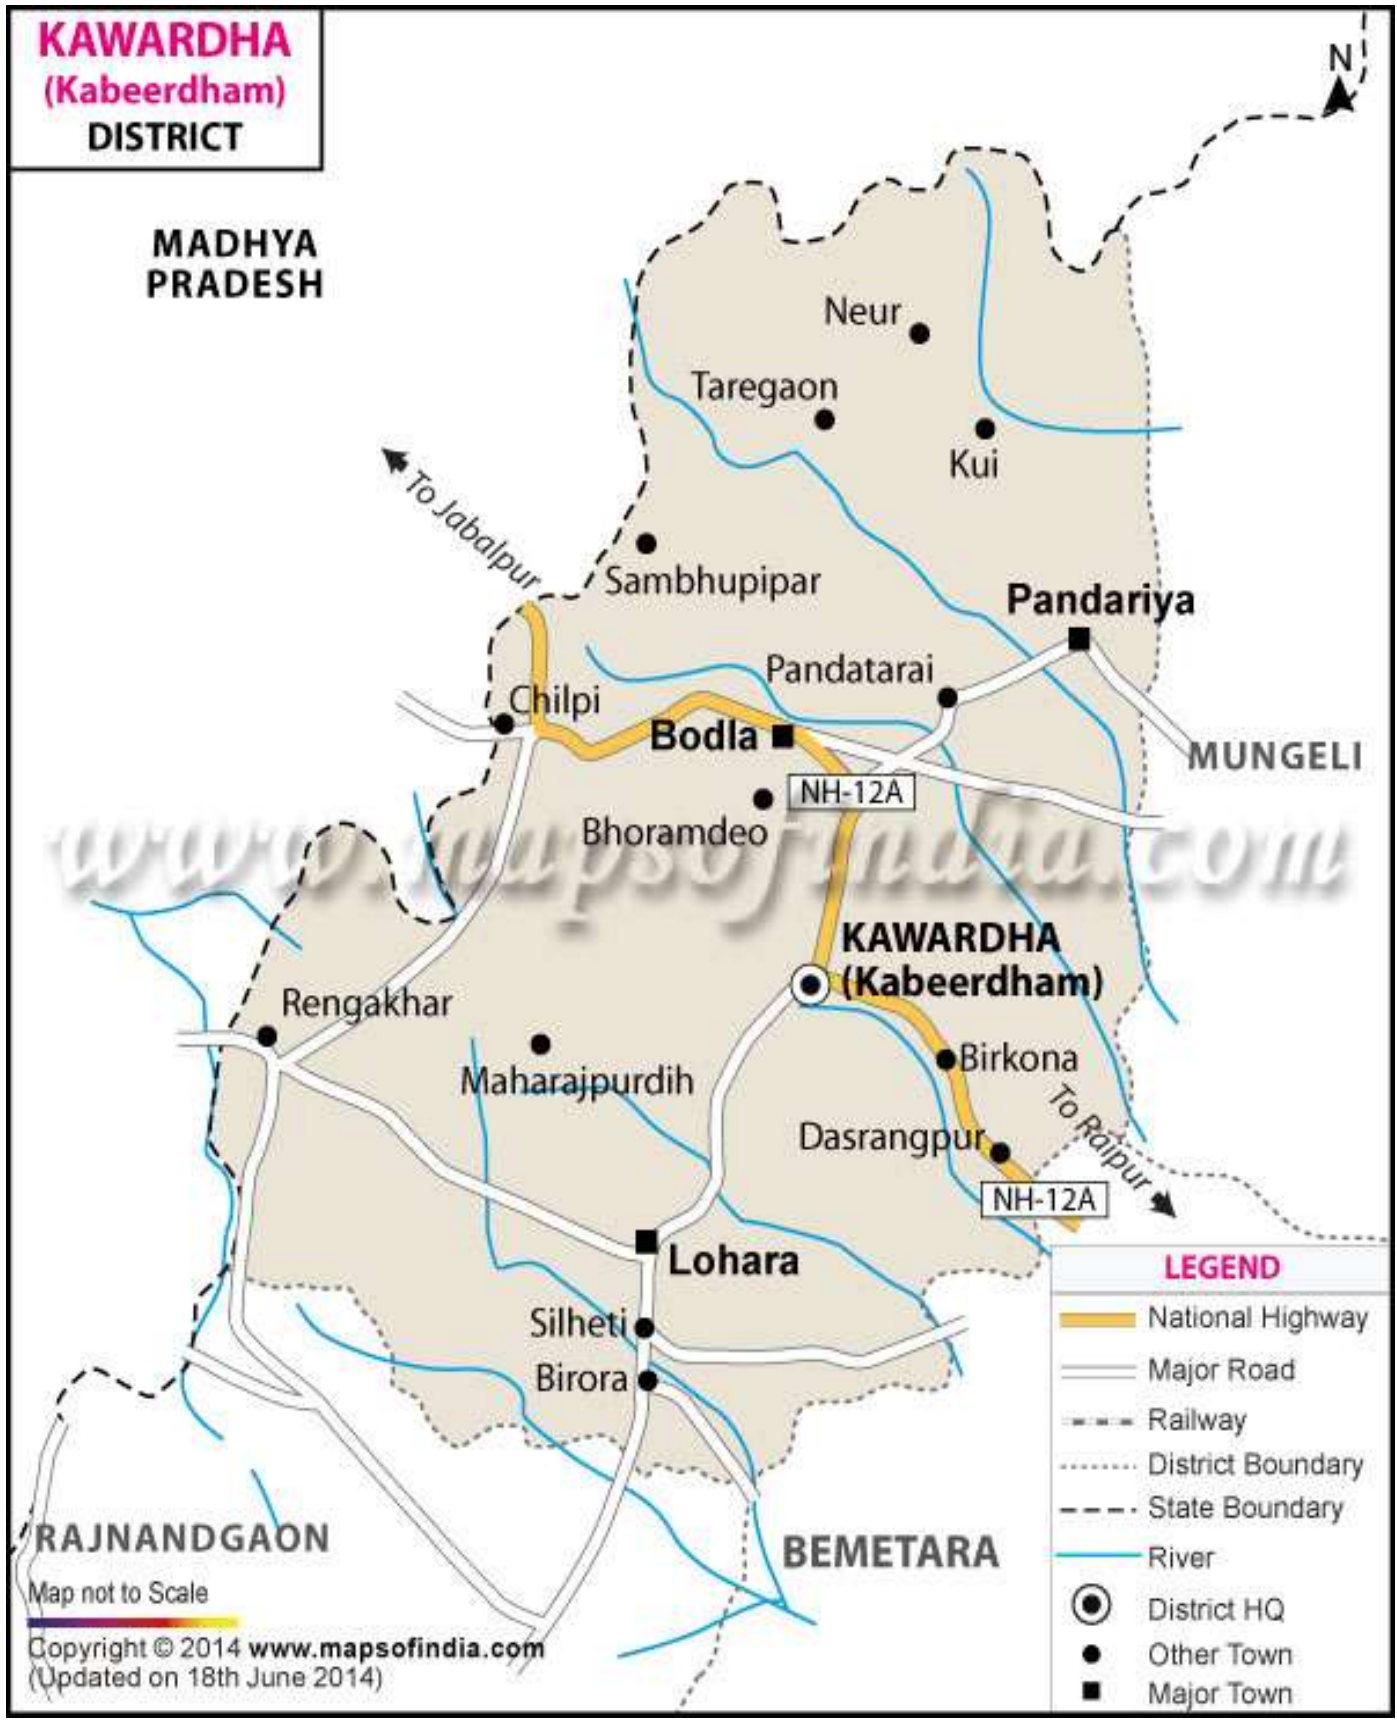 KAWARDHA
(Kabeerdham)
DISTRICT
N
MADHYA
PRADESH
Neur
Taregaon
Kui
To Jabalpur
Sambhupipar
Pandariya
Pandatarai
Chilpi
Bodla
MUNGELI
NH-12A
Bhoramdeo
www.mapsofindia.com
KAWARDHA
(Kabeerdham)
Rengakhar
Birkona
Maharajpurdih
To Raipur
Dasrangpur
NH-12A
Lohara
Silheti
Birora
LEGEND
National Highway
Major Road
Railway
District Boundary
State Boundary
River
District HQ
Other Town
Major Town
RAJNANDGAON
BEMETARA
Map not to Scale
Copyright © 2014 www.mapsofindia.com
(Updated on 18th June 2014)